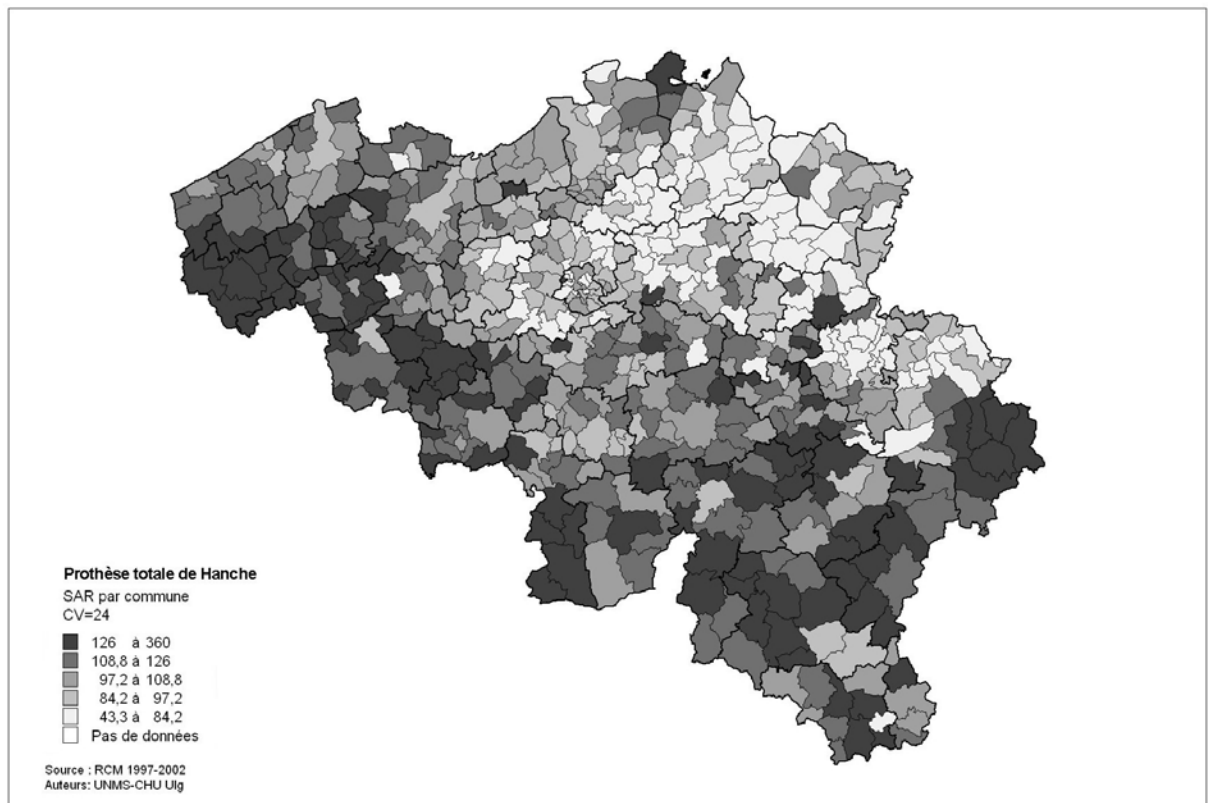 Prothèse totale de Hanche
SAR par commune
CV=24
126 à 360
108,8 à 126
97,2 à 108,8
84,2 à 97,2
43,3 à 84,2
Pas de données
Source : RCM 1997-2002
Auteurs: UNMS-CHU Ulg